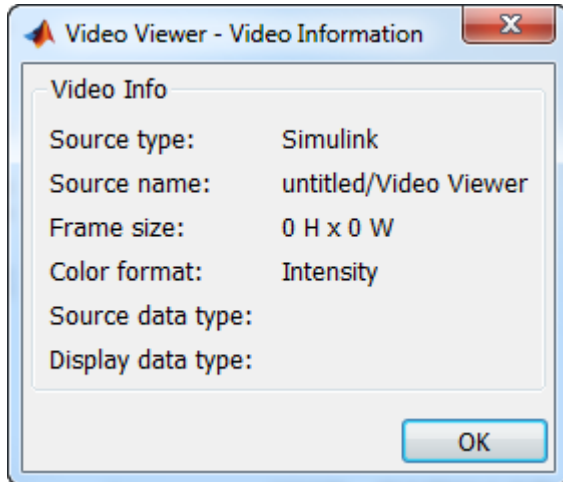 Video Viewer - Video Information
Video Info
Source type: Simulink
Source name: untitled/Video Viewer
Frame size: 0 H x 0 W
Color format: Intensity
Source data type:
Display data type:
OK